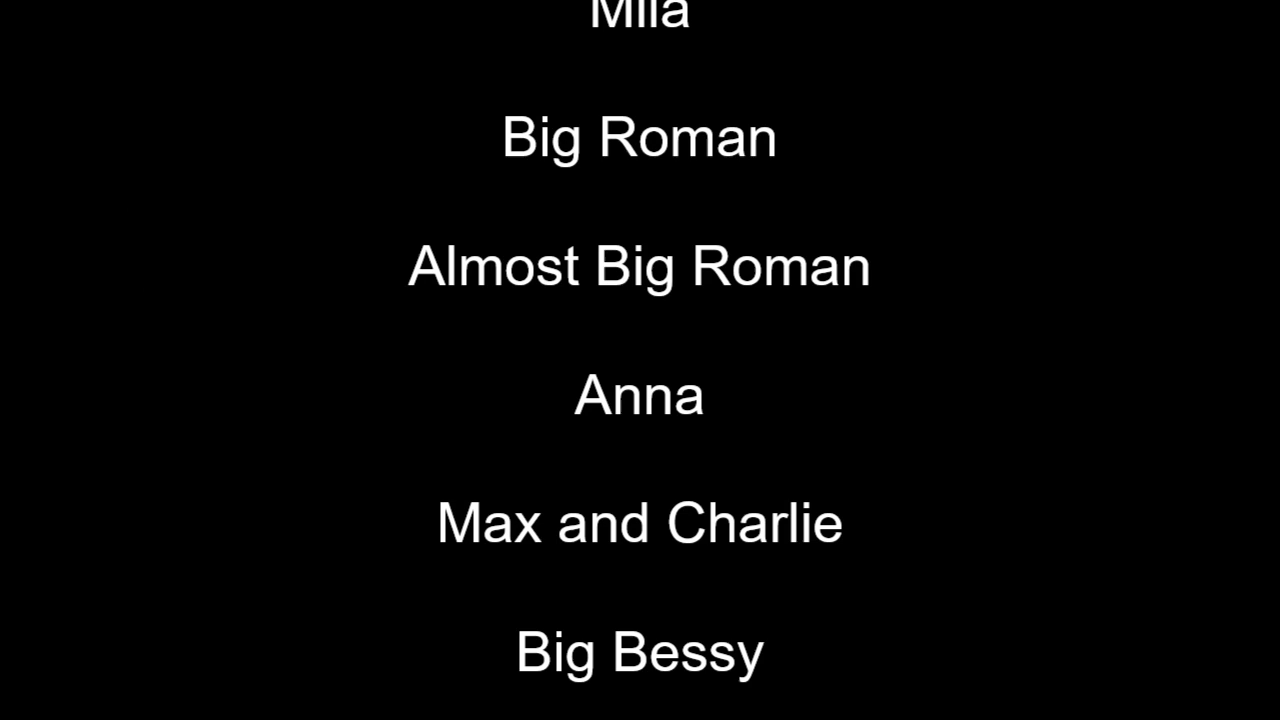 Mila
Big Roman
Almost Big Roman
Anna
Max and Charlie
Big Bessy